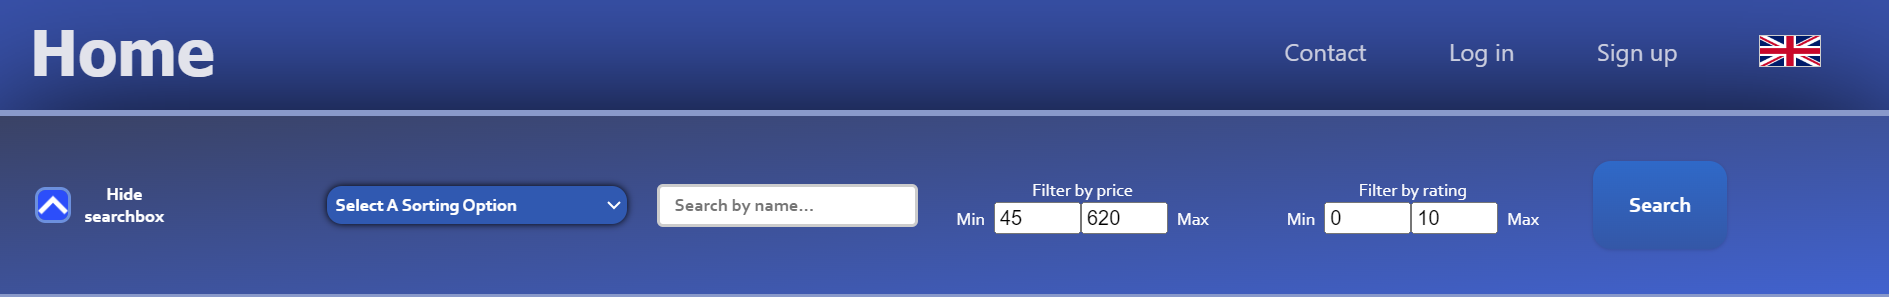 Home
Contact
Log in
Sign up
Hide
searchbox
Select A Sorting Option
Search by name...
Filter by price
Min 45 620 Max
Filter by rating
Min 0 10 Max
Search